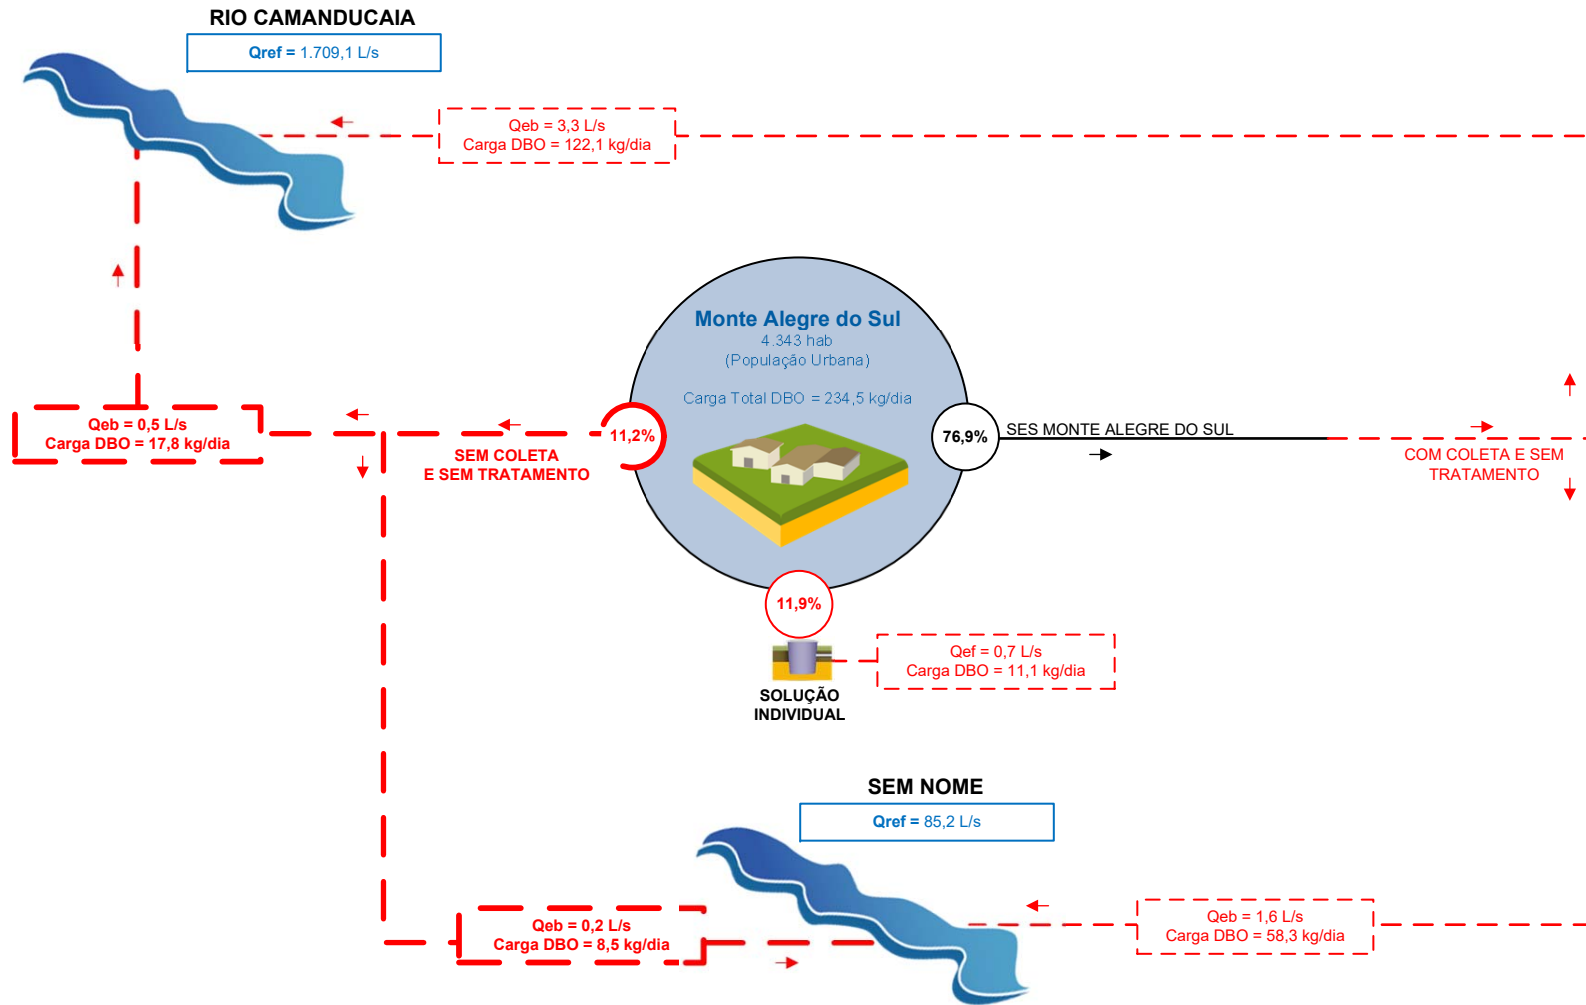 RIO CAMANDUCAIA
Qref = 1.709,1 L/s
Qeb = 3,3 L/s
Carga DBO = 122,1 kg/dia
Monte Alegre do Sul
4.343 hab
(População Urbana)
Carga Total DBO = 234,5 kg/dia
Qeb = 0,5 L/s
Carga DBO = 17,8 kg/dia
11,2%
SEM COLETA
E SEM TRATAMENTO
76,9%
SES MONTE ALEGRE DO SUL
COM COLETA E SEM
TRATAMENTO
11,9%
Qef = 0,7 L/s
Carga DBO = 11,1 kg/dia
SOLUÇÃO
INDIVIDUAL
SEM NOME
Qref = 85,2 L/s
Qeb = 0,2 L/s
Carga DBO = 8,5 kg/dia
Qeb = 1,6 L/s
Carga DBO = 58,3 kg/dia